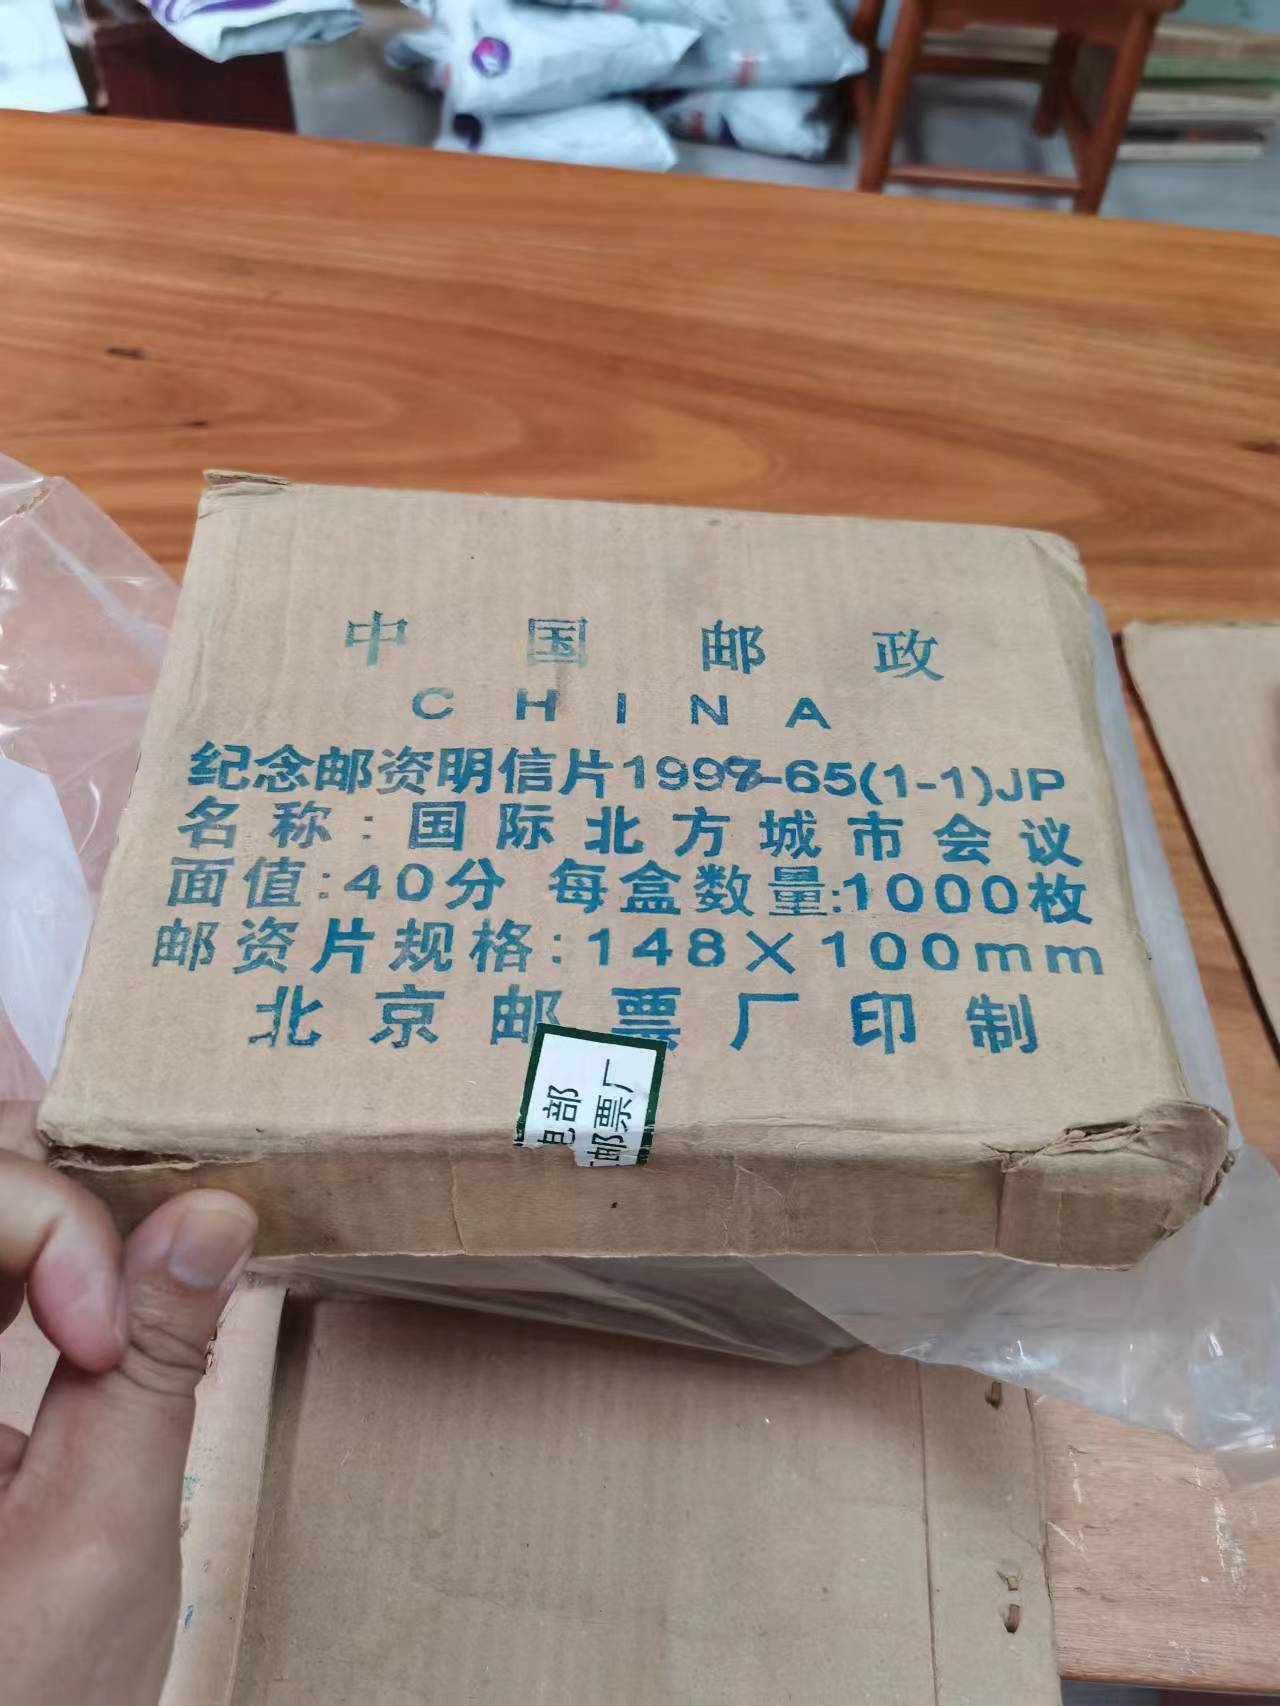 中国邮政
CHINA
纪念邮资明信片1998-65(1-1)JP
名称:国际北方城市会议
面值:40分 每盒数量:1000枚
邮资片规格:148×100mm
北京邮票厂印制
电部
邮票厂